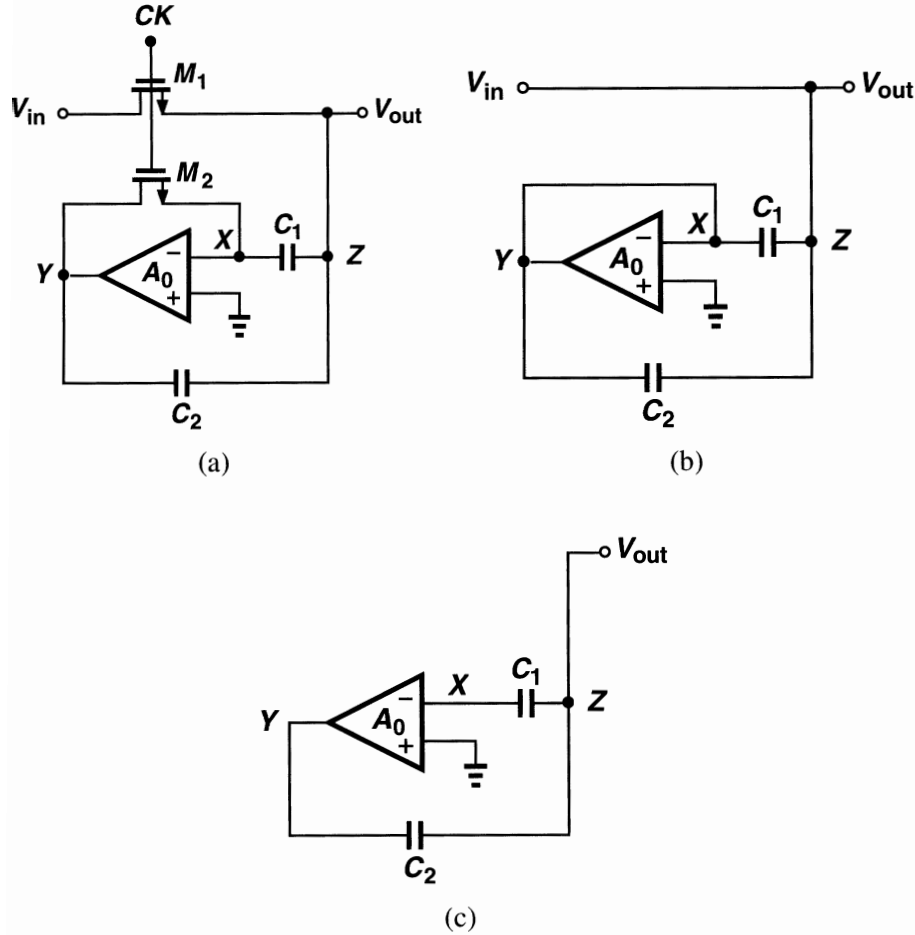 CK
M1
Vin
Vout
M2
C1
X
Z
Y
A0
−
+
C2
(a)
Vin
Vout
C1
X
Z
Y
A0
−
+
C2
(b)
Vout
C1
X
Z
Y
A0
−
+
C2
(c)